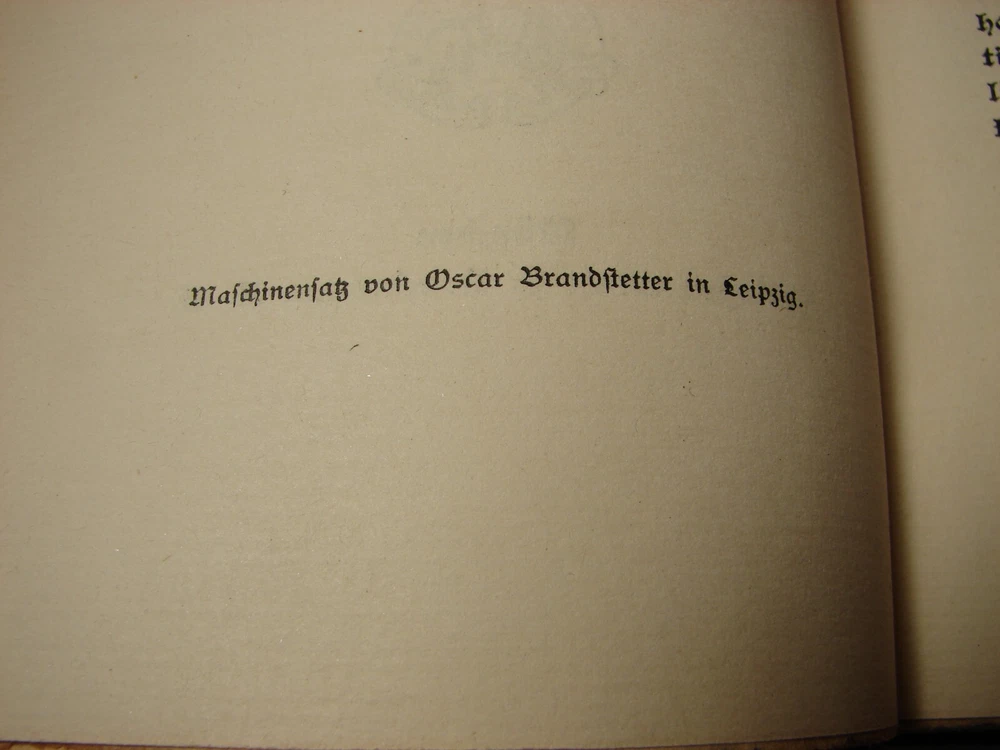 Maſchinenſatz von Oscar Brandſtetter in Leipzig.